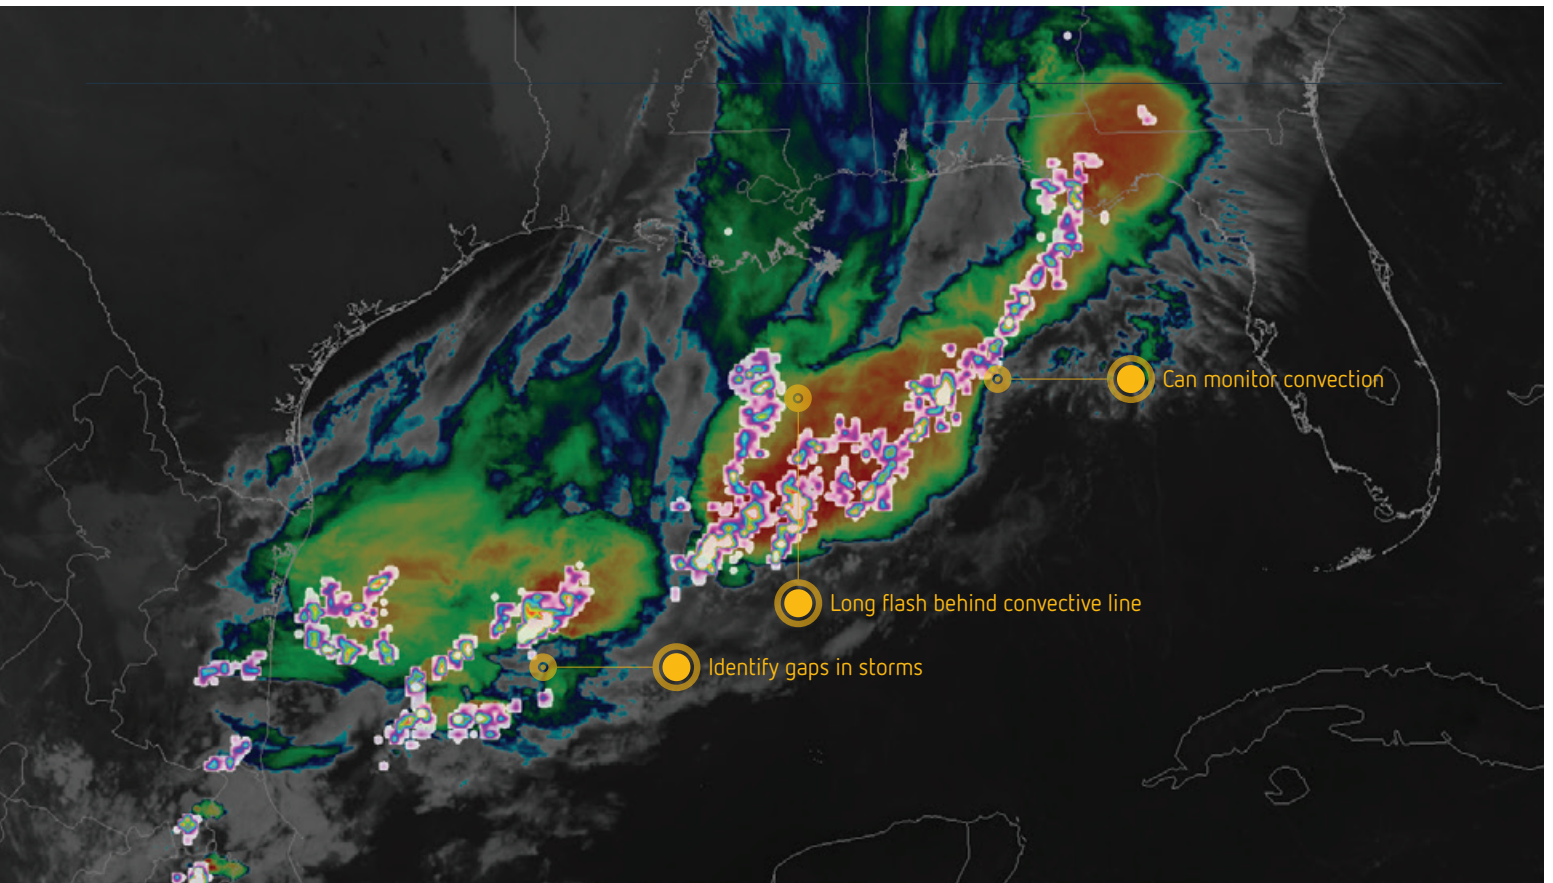 Can monitor convection
Long flash behind convective line
Identify gaps in storms